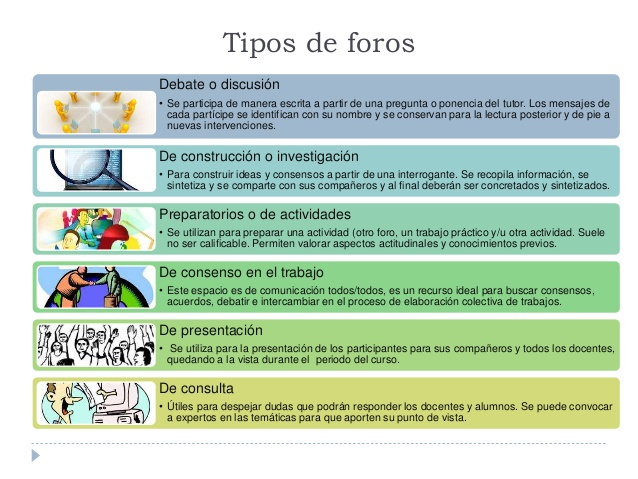 Tipos de foros
Debate o discusión
• Se participa de manera escrita a partir de una pregunta o ponencia del tutor. Los mensajes de
cada partícipe se identifican con su nombre y se conservan para la lectura posterior y de pie a
nuevas intervenciones.
De construcción o investigación
• Para construir ideas y consensos a partir de una interrogante. Se recopila información, se
sintetiza y se comparte con sus compañeros y al final deberán ser concretados y sintetizados.
Preparatorios o de actividades
• Se utilizan para preparar una actividad (otro foro, un trabajo práctico y/u otra actividad. Suele
no ser calificable. Permiten valorar aspectos actitudinales y conocimientos previos.
De consenso en el trabajo
• Este espacio es de comunicación todos/todos, es un recurso ideal para buscar consensos,
acuerdos, debatir e intercambiar en el proceso de elaboración colectiva de trabajos.
De presentación
• Se utiliza para la presentación de los participantes para sus compañeros y todos los docentes,
quedando a la vista durante el periodo del curso.
De consulta
• Útiles para despejar dudas que podrán responder los docentes y alumnos. Se puede convocar
a expertos en las temáticas para que aporten su punto de vista.